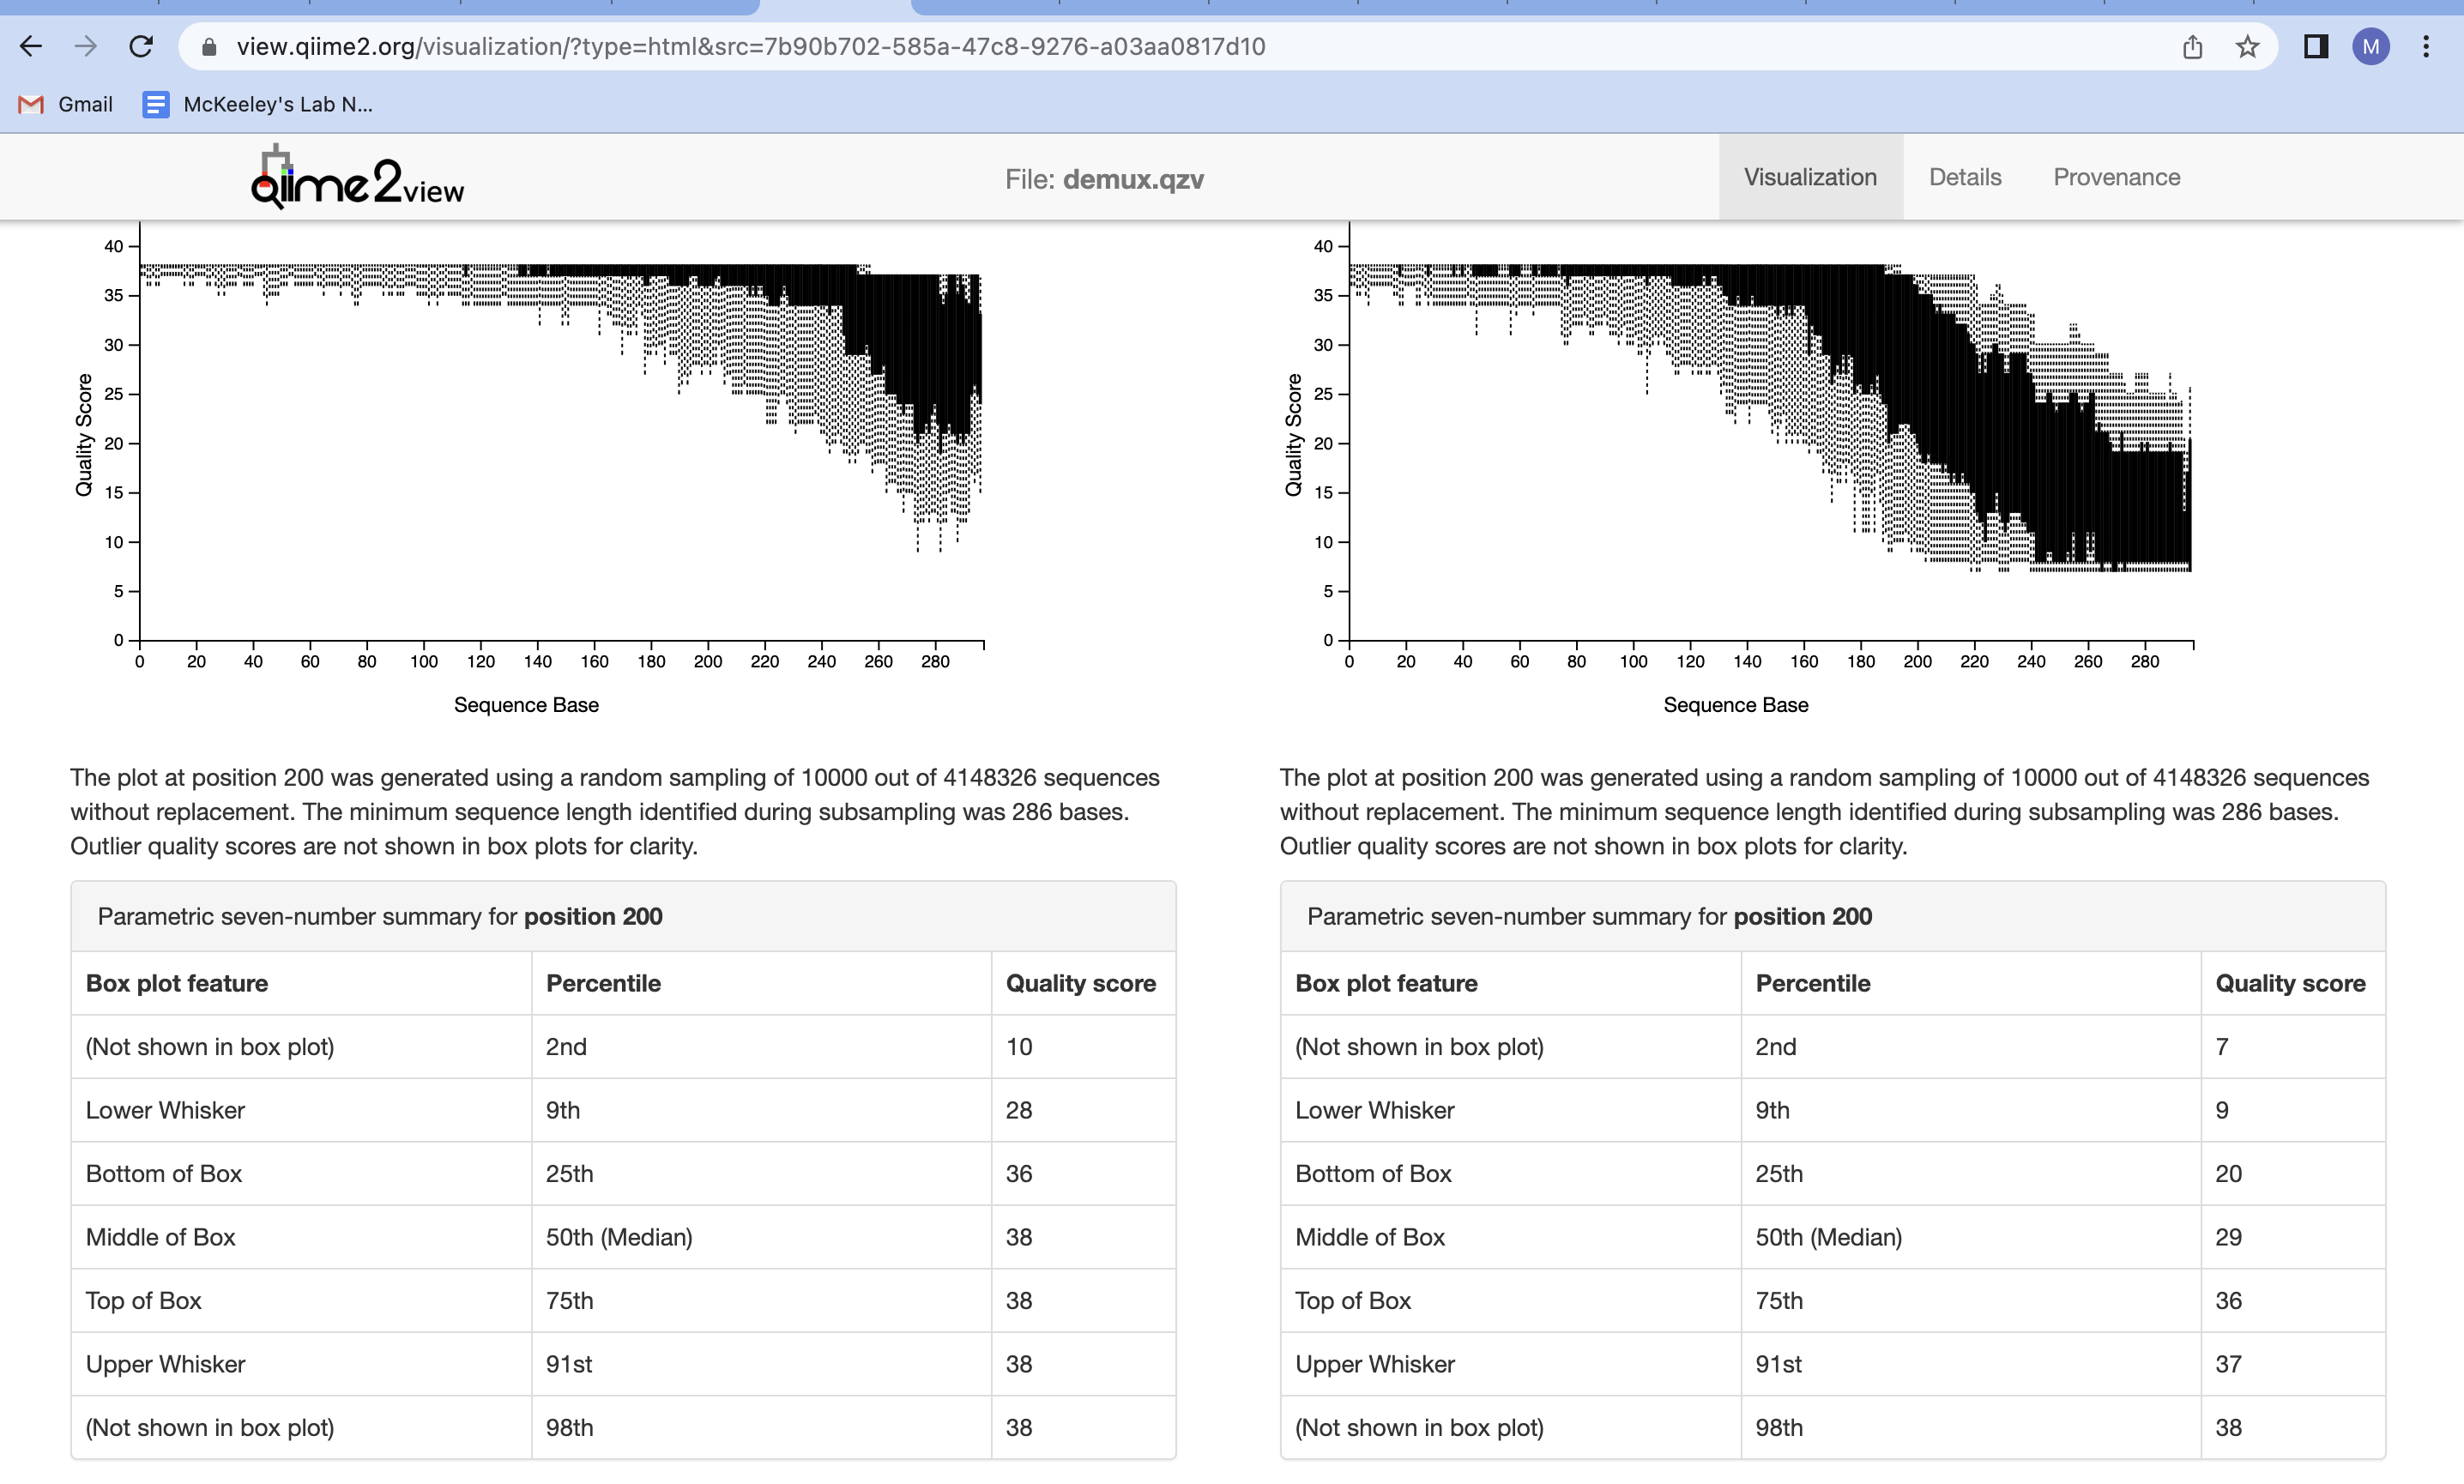 view.qiime2.org/visualization/?type=html&src=7b90b702-585a-47c8-9276-a03aa0817d10
M
Gmail
McKeeley's Lab N...
qiime2view
File: demux.qzv
Visualization Details Provenance
40
35
30
25
20
15
10
5
0
Quality Score
0 20 40 60 80 100 120 140 160 180 200 220 240 260 280
Sequence Base
40
35
30
25
20
15
10
5
0
Quality Score
0 20 40 60 80 100 120 140 160 180 200 220 240 260 280
Sequence Base
The plot at position 200 was generated using a random sampling of 10000 out of 4148326 sequences
without replacement. The minimum sequence length identified during subsampling was 286 bases.
Outlier quality scores are not shown in box plots for clarity.
Parametric seven-number summary for position 200
Box plot feature Percentile Quality score
(Not shown in box plot) 2nd 10
Lower Whisker 9th 28
Bottom of Box 25th 36
Middle of Box 50th (Median) 38
Top of Box 75th 38
Upper Whisker 91st 38
(Not shown in box plot) 98th 38
The plot at position 200 was generated using a random sampling of 10000 out of 4148326 sequences
without replacement. The minimum sequence length identified during subsampling was 286 bases.
Outlier quality scores are not shown in box plots for clarity.
Parametric seven-number summary for position 200
Box plot feature Percentile Quality score
(Not shown in box plot) 2nd 7
Lower Whisker 9th 9
Bottom of Box 25th 20
Middle of Box 50th (Median) 29
Top of Box 75th 36
Upper Whisker 91st 37
(Not shown in box plot) 98th 38